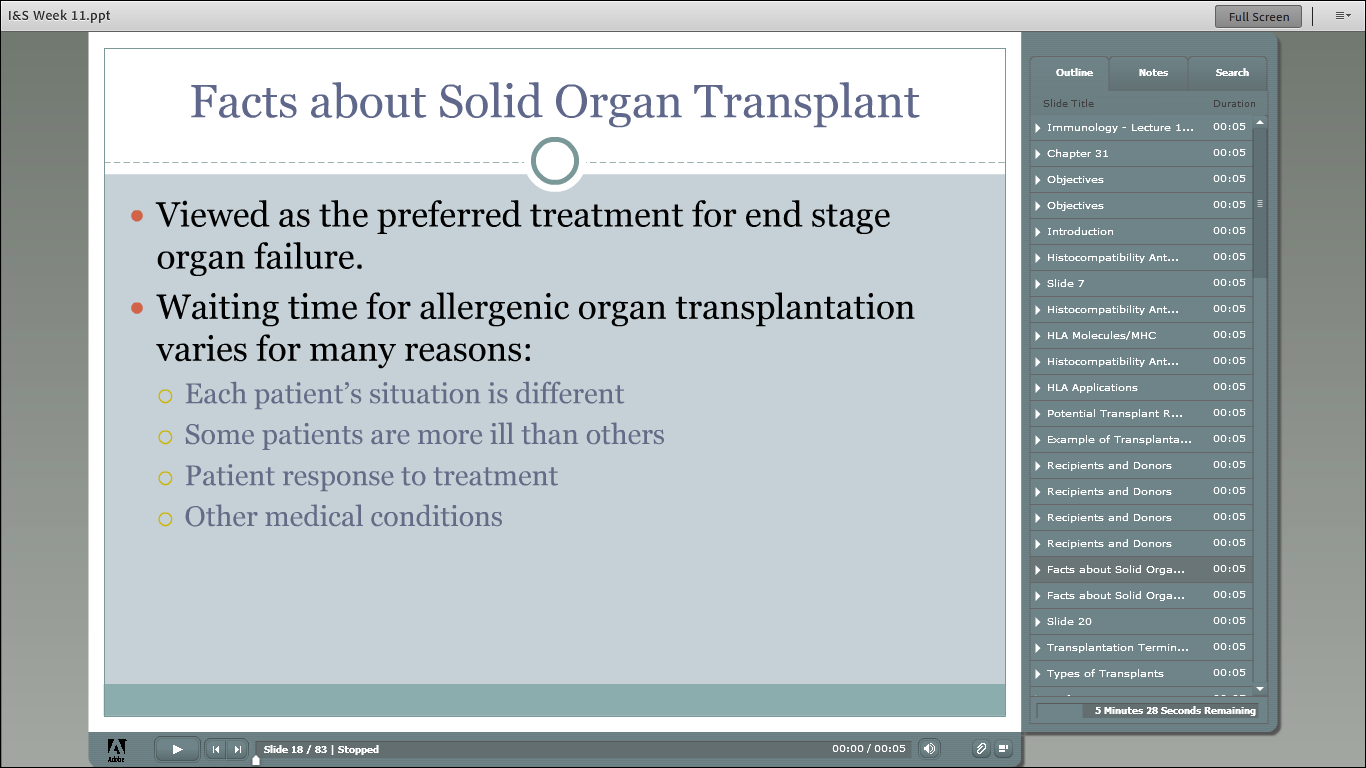 I&S Week 11.ppt
Full Screen
Facts about Solid Organ Transplant
• Viewed as the preferred treatment for end stage
organ failure.
• Waiting time for allergenic organ transplantation
varies for many reasons:
○ Each patient’s situation is different
○ Some patients are more ill than others
○ Patient response to treatment
○ Other medical conditions
Outline Notes Search
Slide Title Duration
Immunology - Lecture 1... 00:05
Chapter 31 00:05
Objectives 00:05
Objectives 00:05
Introduction 00:05
Histocompatibility Ant... 00:05
Slide 7 00:05
Histocompatibility Ant... 00:05
HLA Molecules/MHC 00:05
Histocompatibility Ant... 00:05
HLA Applications 00:05
Potential Transplant R... 00:05
Example of Transplanta... 00:05
Recipients and Donors 00:05
Recipients and Donors 00:05
Recipients and Donors 00:05
Recipients and Donors 00:05
Facts about Solid Orga... 00:05
Facts about Solid Orga... 00:05
Slide 20 00:05
Transplantation Termin... 00:05
Types of Transplants 00:05
5 Minutes 28 Seconds Remaining
Adobe
Slide 18 / 83 | Stopped 00:00 / 00:05